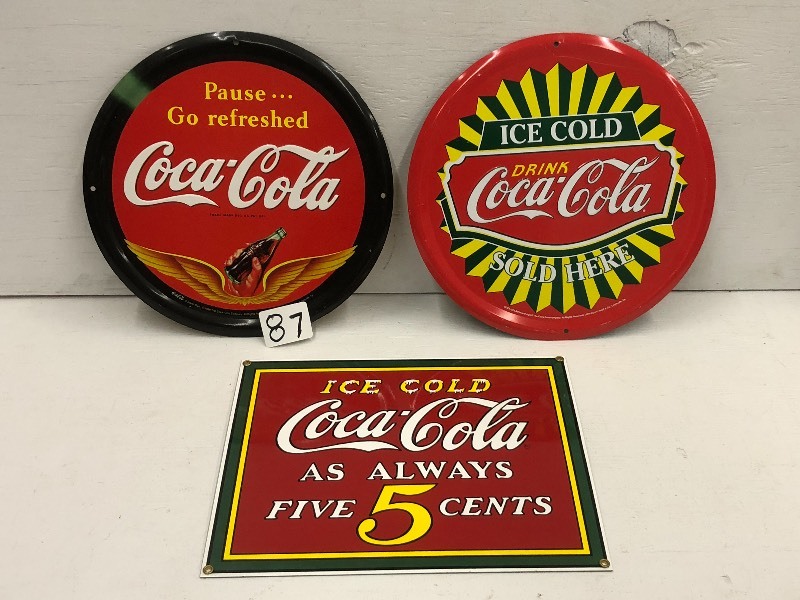 Pause...
Go refreshed
Coca-Cola
ICE COLD
DRINK
Coca-Cola
SOLD HERE
87
ICE COLD
Coca-Cola
AS ALWAYS
FIVE 5 CENTS